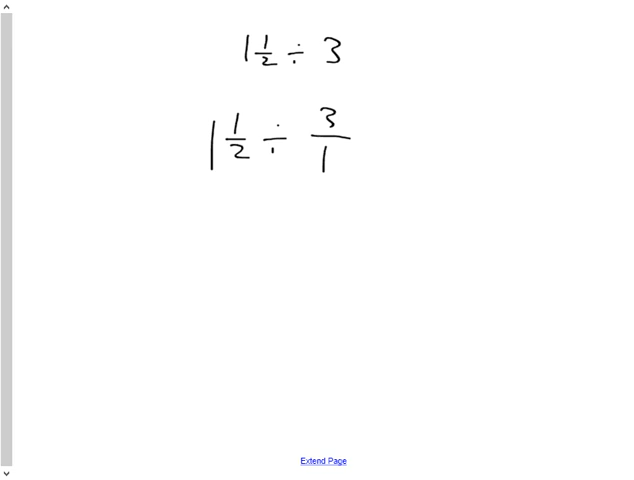 1 1/2 ÷ 3
1 1/2 ÷ 3/1
Extend Page